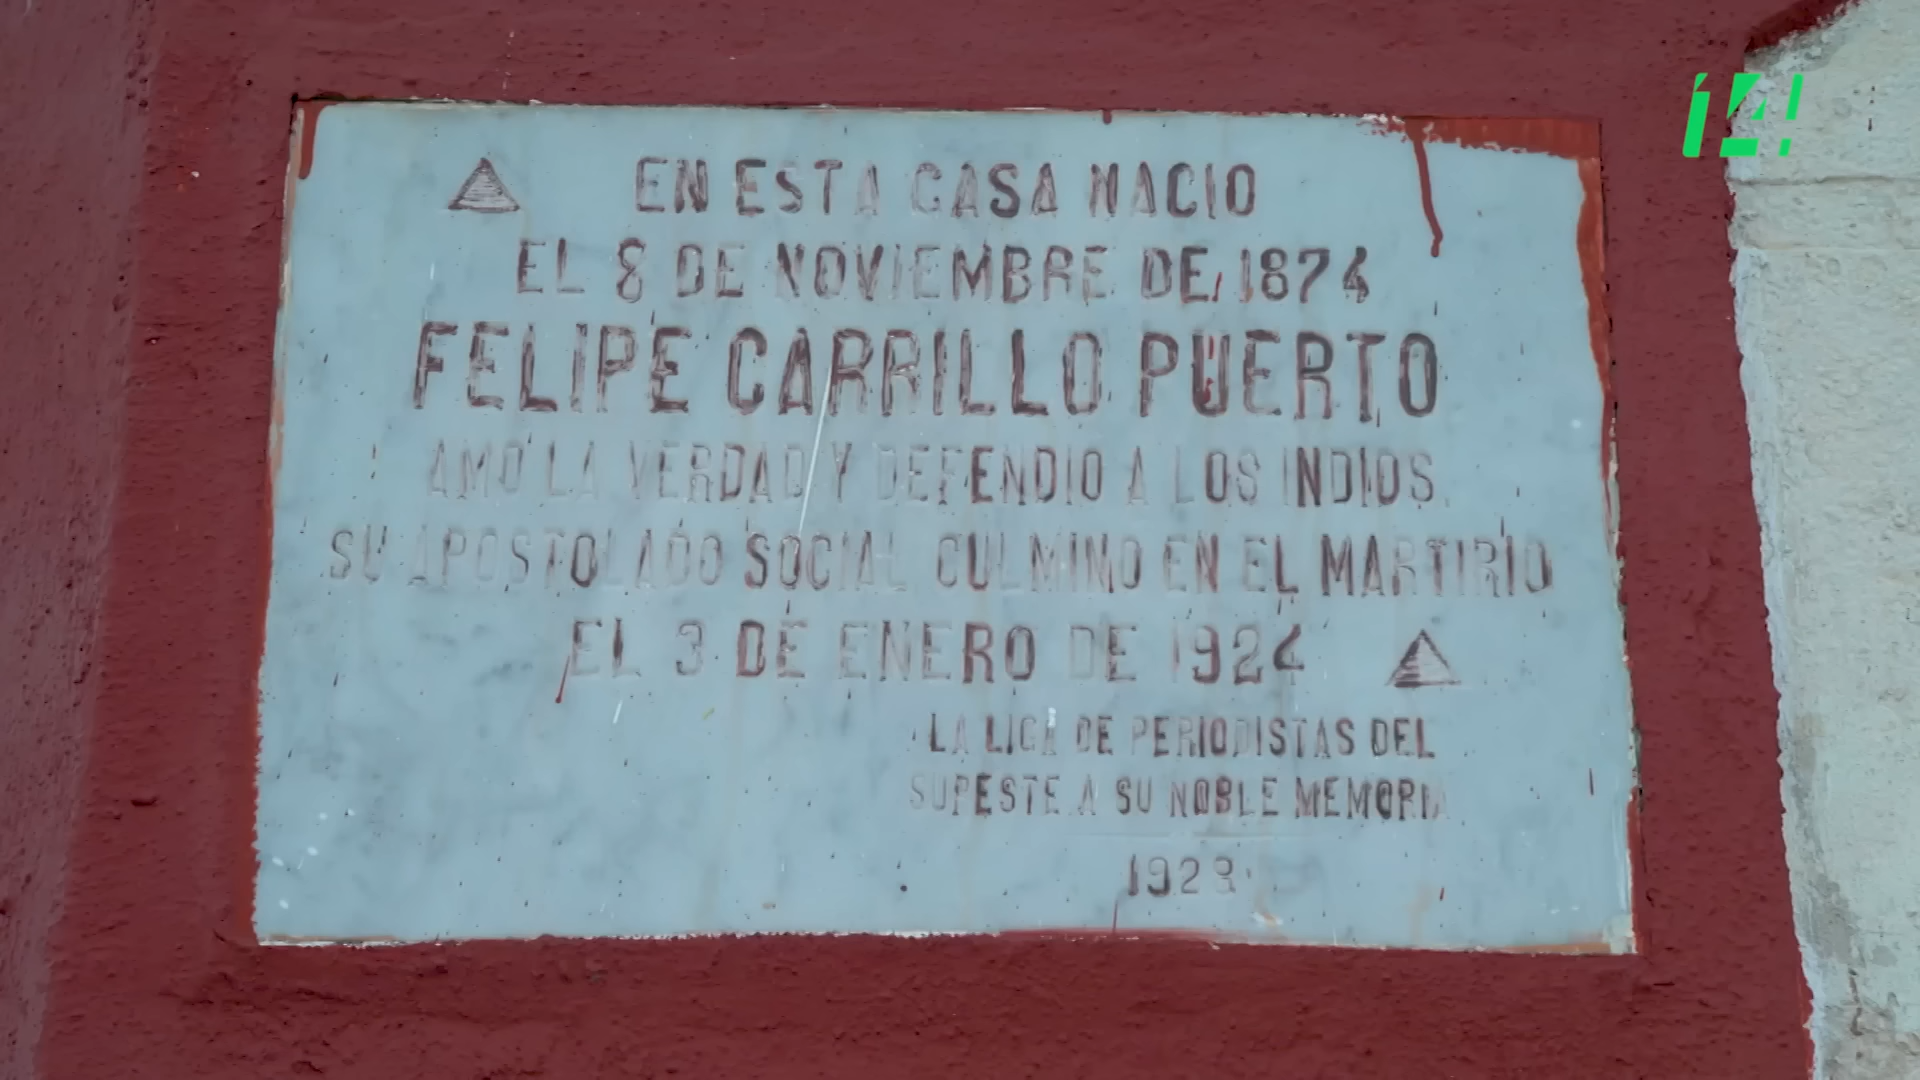 ¡4!
EN ESTA CASA NACIO
EL 8 DE NOVIEMBRE DE 1874
FELIPE CARRILLO PUERTO
AMO LA VERDAD Y DEFENDIO A LOS INDIOS
SU APOSTOLADO SOCIAL CULMINO EN EL MARTIRIO
EL 3 DE ENERO DE 1924
LA LIGA DE PERIODISTAS DEL
SUPESTE A SU NOBLE MEMORIA
1928